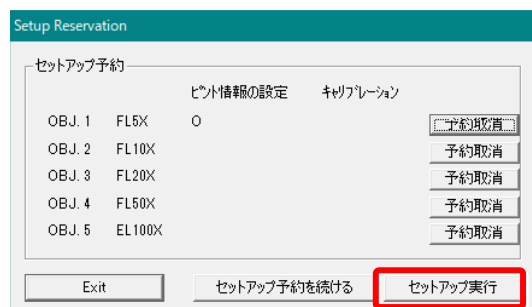 Setup Reservation
セットアップ予約
ピント情報の設定 キャリブレーション
OBJ. 1 FL5X O 予約取消
OBJ. 2 FL10X 予約取消
OBJ. 3 FL20X 予約取消
OBJ. 4 FL50X 予約取消
OBJ. 5 EL100X 予約取消
Exit セットアップ予約を続ける セットアップ実行